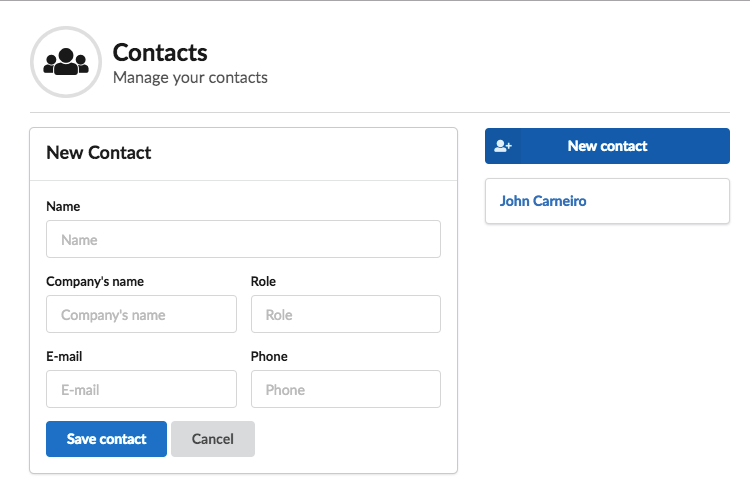 Contacts
Manage your contacts
New Contact
Name
Name
Company's name Role
Company's name Role
E-mail Phone
E-mail Phone
Save contact Cancel
New contact
John Carneiro